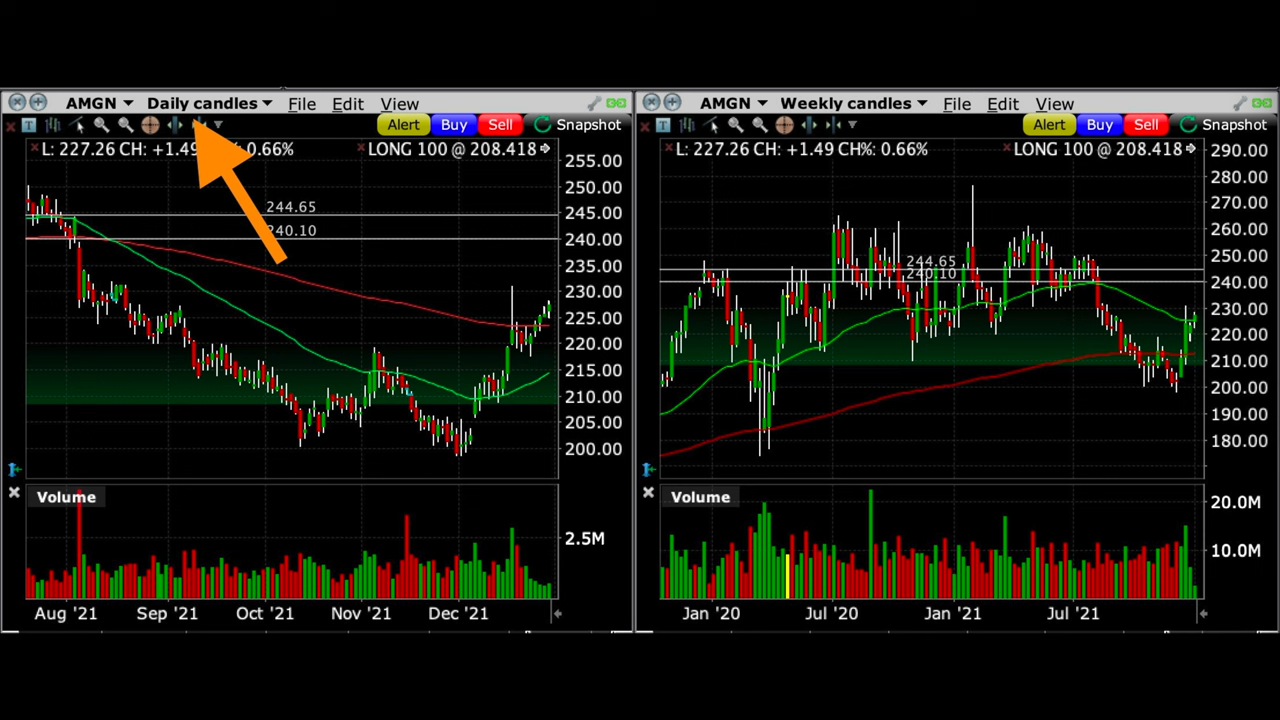 AMGN Daily candles File Edit View
T Alert Buy Sell Snapshot
L: 227.26 CH: +1.49 0.66% LONG 100 @ 208.418
255.00
250.00
244.65
245.00
240.10
240.00
235.00
230.00
225.00
220.00
215.00
210.00
205.00
200.00
Volume
2.5M
Aug '21 Sep '21 Oct '21 Nov '21 Dec '21
AMGN Weekly candles File Edit View
T Alert Buy Sell Snapshot
L: 227.26 CH: +1.49 CH%: 0.66% LONG 100 @ 208.418
290.00
280.00
270.00
260.00
250.00
244.65
240.10
240.00
230.00
220.00
210.00
200.00
190.00
180.00
Volume
20.0M
10.0M
Jan '20 Jul '20 Jan '21 Jul '21